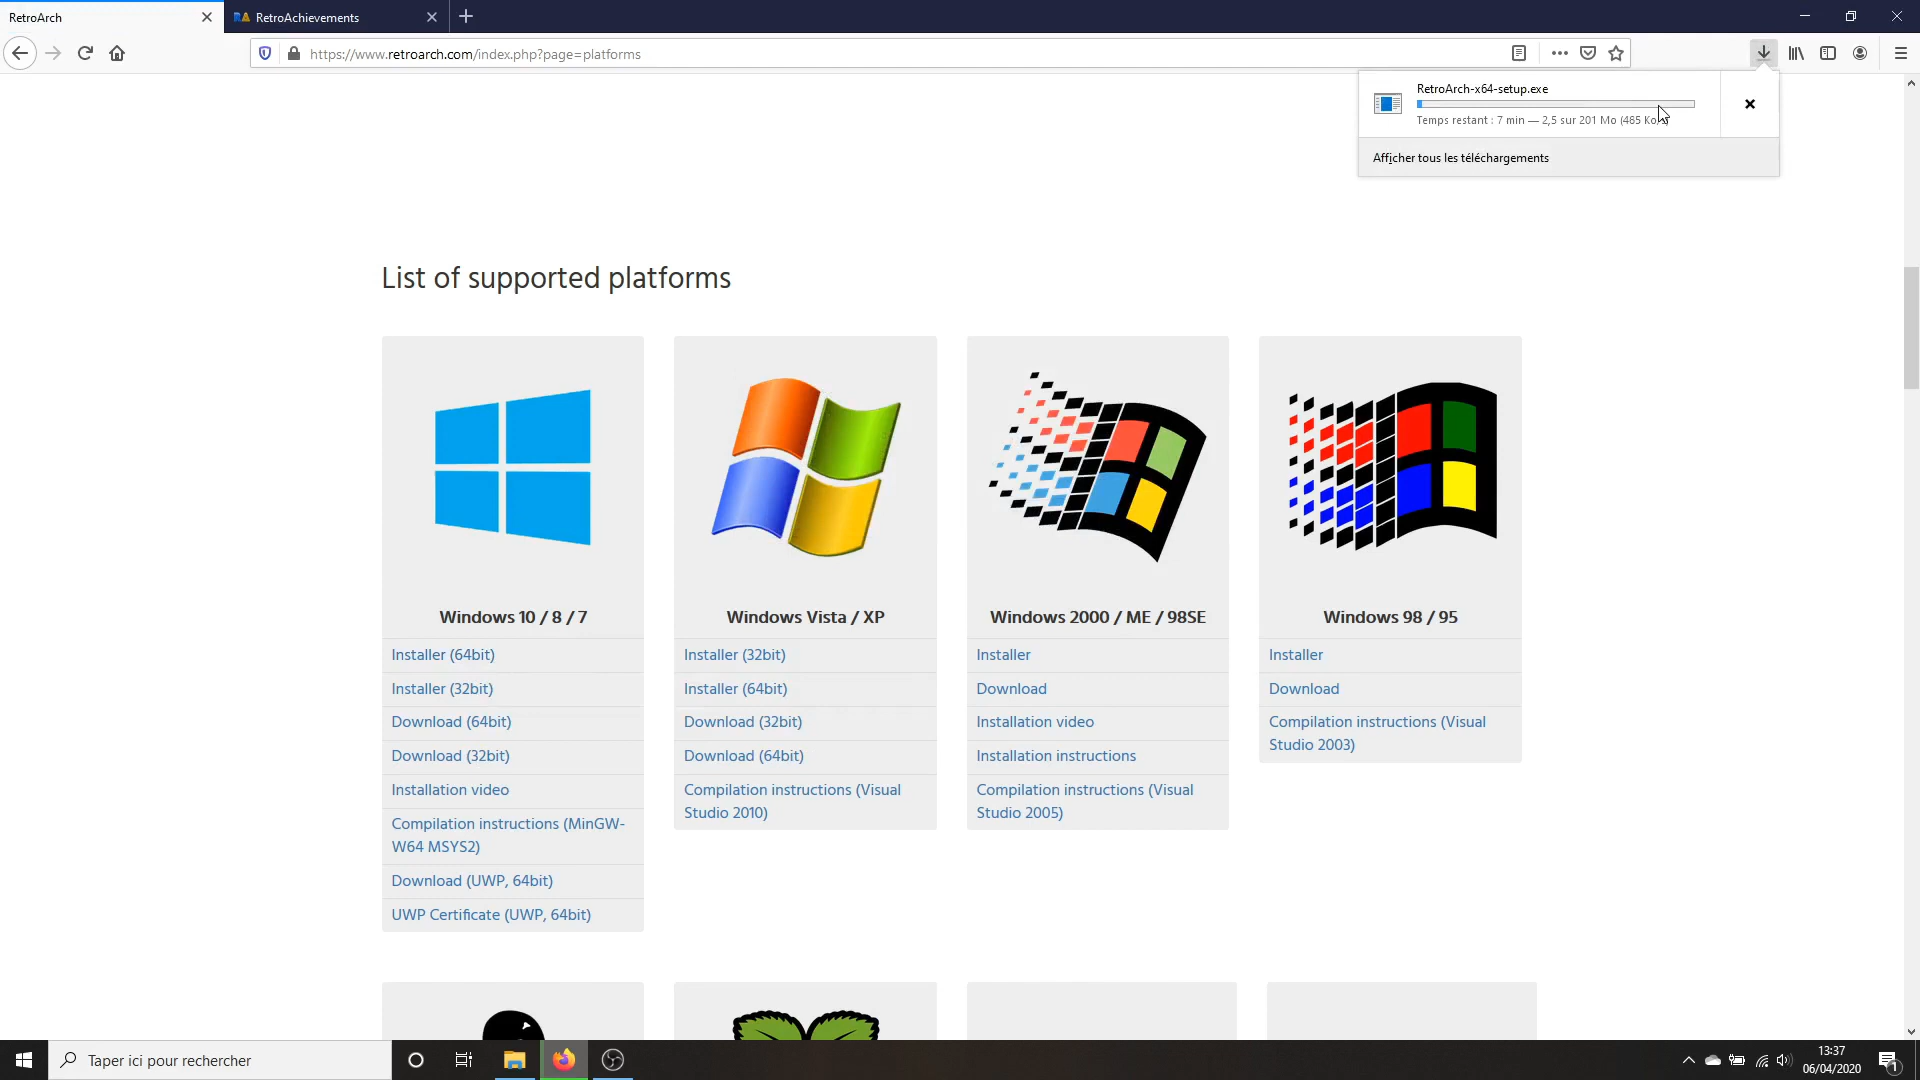 RetroArch
RetroAchievements
https://www.retroarch.com/index.php?page=platforms
RetroArch-x64-setup.exe
Temps restant : 7 min — 2,5 sur 201 Mo (485
Afficher tous les téléchargements
List of supported platforms
Windows 10 / 8 / 7
Installer (64bit)
Installer (32bit)
Download (64bit)
Download (32bit)
Installation video
Compilation instructions (MinGW-
W64 MSYS2)
Download (UWP, 64bit)
UWP Certificate (UWP, 64bit)
Windows Vista / XP
Installer (32bit)
Installer (64bit)
Download (32bit)
Download (64bit)
Compilation instructions (Visual
Studio 2010)
Windows 2000 / ME / 98SE
Installer
Download
Installation video
Installation instructions
Compilation instructions (Visual
Studio 2005)
Windows 98 / 95
Installer
Download
Compilation instructions (Visual
Studio 2003)
Taper ici pour rechercher
13:37
06/04/2020
1